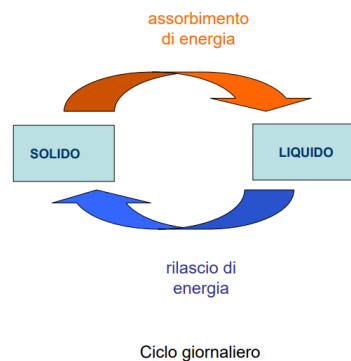 assorbimento
di energia
SOLIDO
LIQUIDO
rilascio di
energia
Ciclo giornaliero